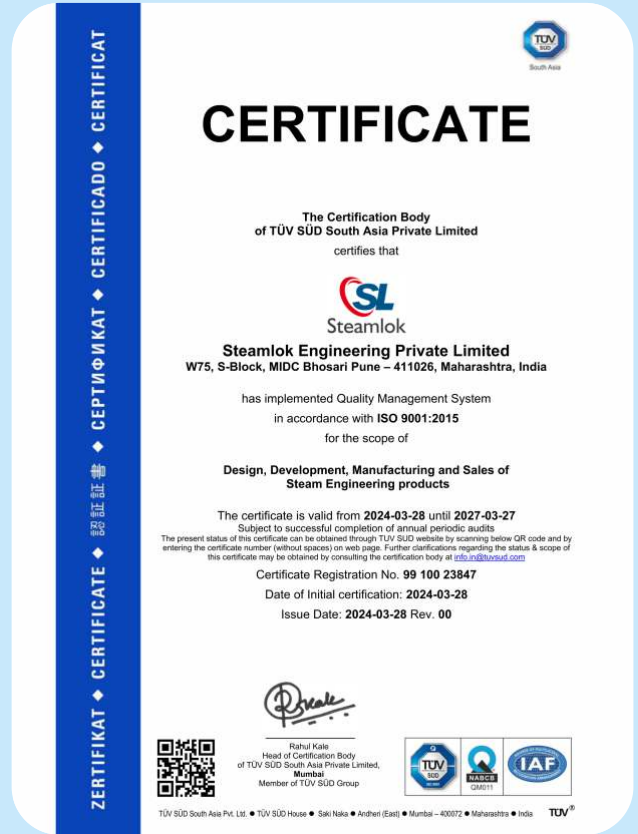 ZERTIFIKAT ◆ CERTIFICATE ◆ 認証証書 ◆ СЕРТИФИКАТ ◆ CERTIFICADO ◆ CERTIFICAT
TÜV
SÜD
South Asia
CERTIFICATE
The Certification Body
of TÜV SÜD South Asia Private Limited
certifies that
SL
Steamlok
Steamlok Engineering Private Limited
W75, S-Block, MIDC Bhosari Pune – 411026, Maharashtra, India
has implemented Quality Management System
in accordance with ISO 9001:2015
for the scope of
Design, Development, Manufacturing and Sales of
Steam Engineering products
The certificate is valid from 2024-03-28 until 2027-03-27
Subject to successful completion of annual periodic audits
The present status of this certificate can be obtained through TUV SUD website by scanning below QR code and by
entering the certificate number (without spaces) on web page. Further clarifications regarding the status & scope of
this certificate may be obtained by consulting the certification body at info.in@tuvsud.com
Certificate Registration No. 99 100 23847
Date of Initial certification: 2024-03-28
Issue Date: 2024-03-28 Rev. 00
Rahul Kale
Head of Certification Body
of TÜV SÜD South Asia Private Limited,
Mumbai
Member of TÜV SÜD Group
TÜV
SÜD
Q
NABCB
QM011
IAF
TÜV SÜD South Asia Pvt. Ltd. ● TÜV SÜD House ● Saki Naka ● Andheri (East) ● Mumbai – 400072 ● Maharashtra ● India
TÜV®